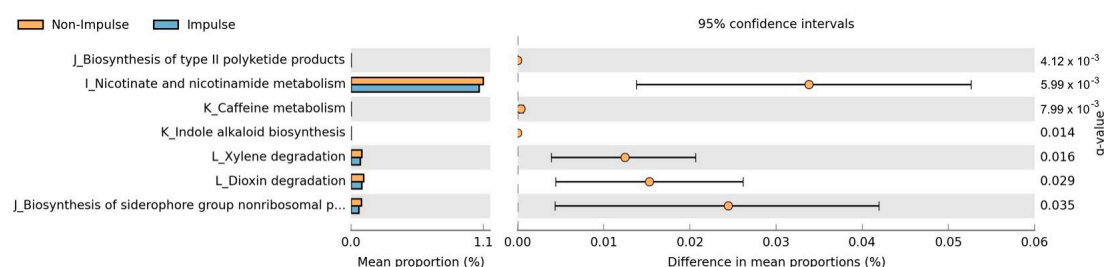 Non-Impulse
Impulse
95% confidence intervals
J_Biosynthesis of type II polyketide products
4.12 x 10-3
I_Nicotinate and nicotinamide metabolism
5.99 x 10-3
K_Caffeine metabolism
7.99 x 10-3
K_Indole alkaloid biosynthesis
0.014
L_Xylene degradation
0.016
L_Dioxin degradation
0.029
J_Biosynthesis of siderophore group nonribosomal p...
0.035
q-value
0.0 1.1
0.00 0.01 0.02 0.03 0.04 0.05 0.06
Mean proportion (%)
Difference in mean proportions (%)